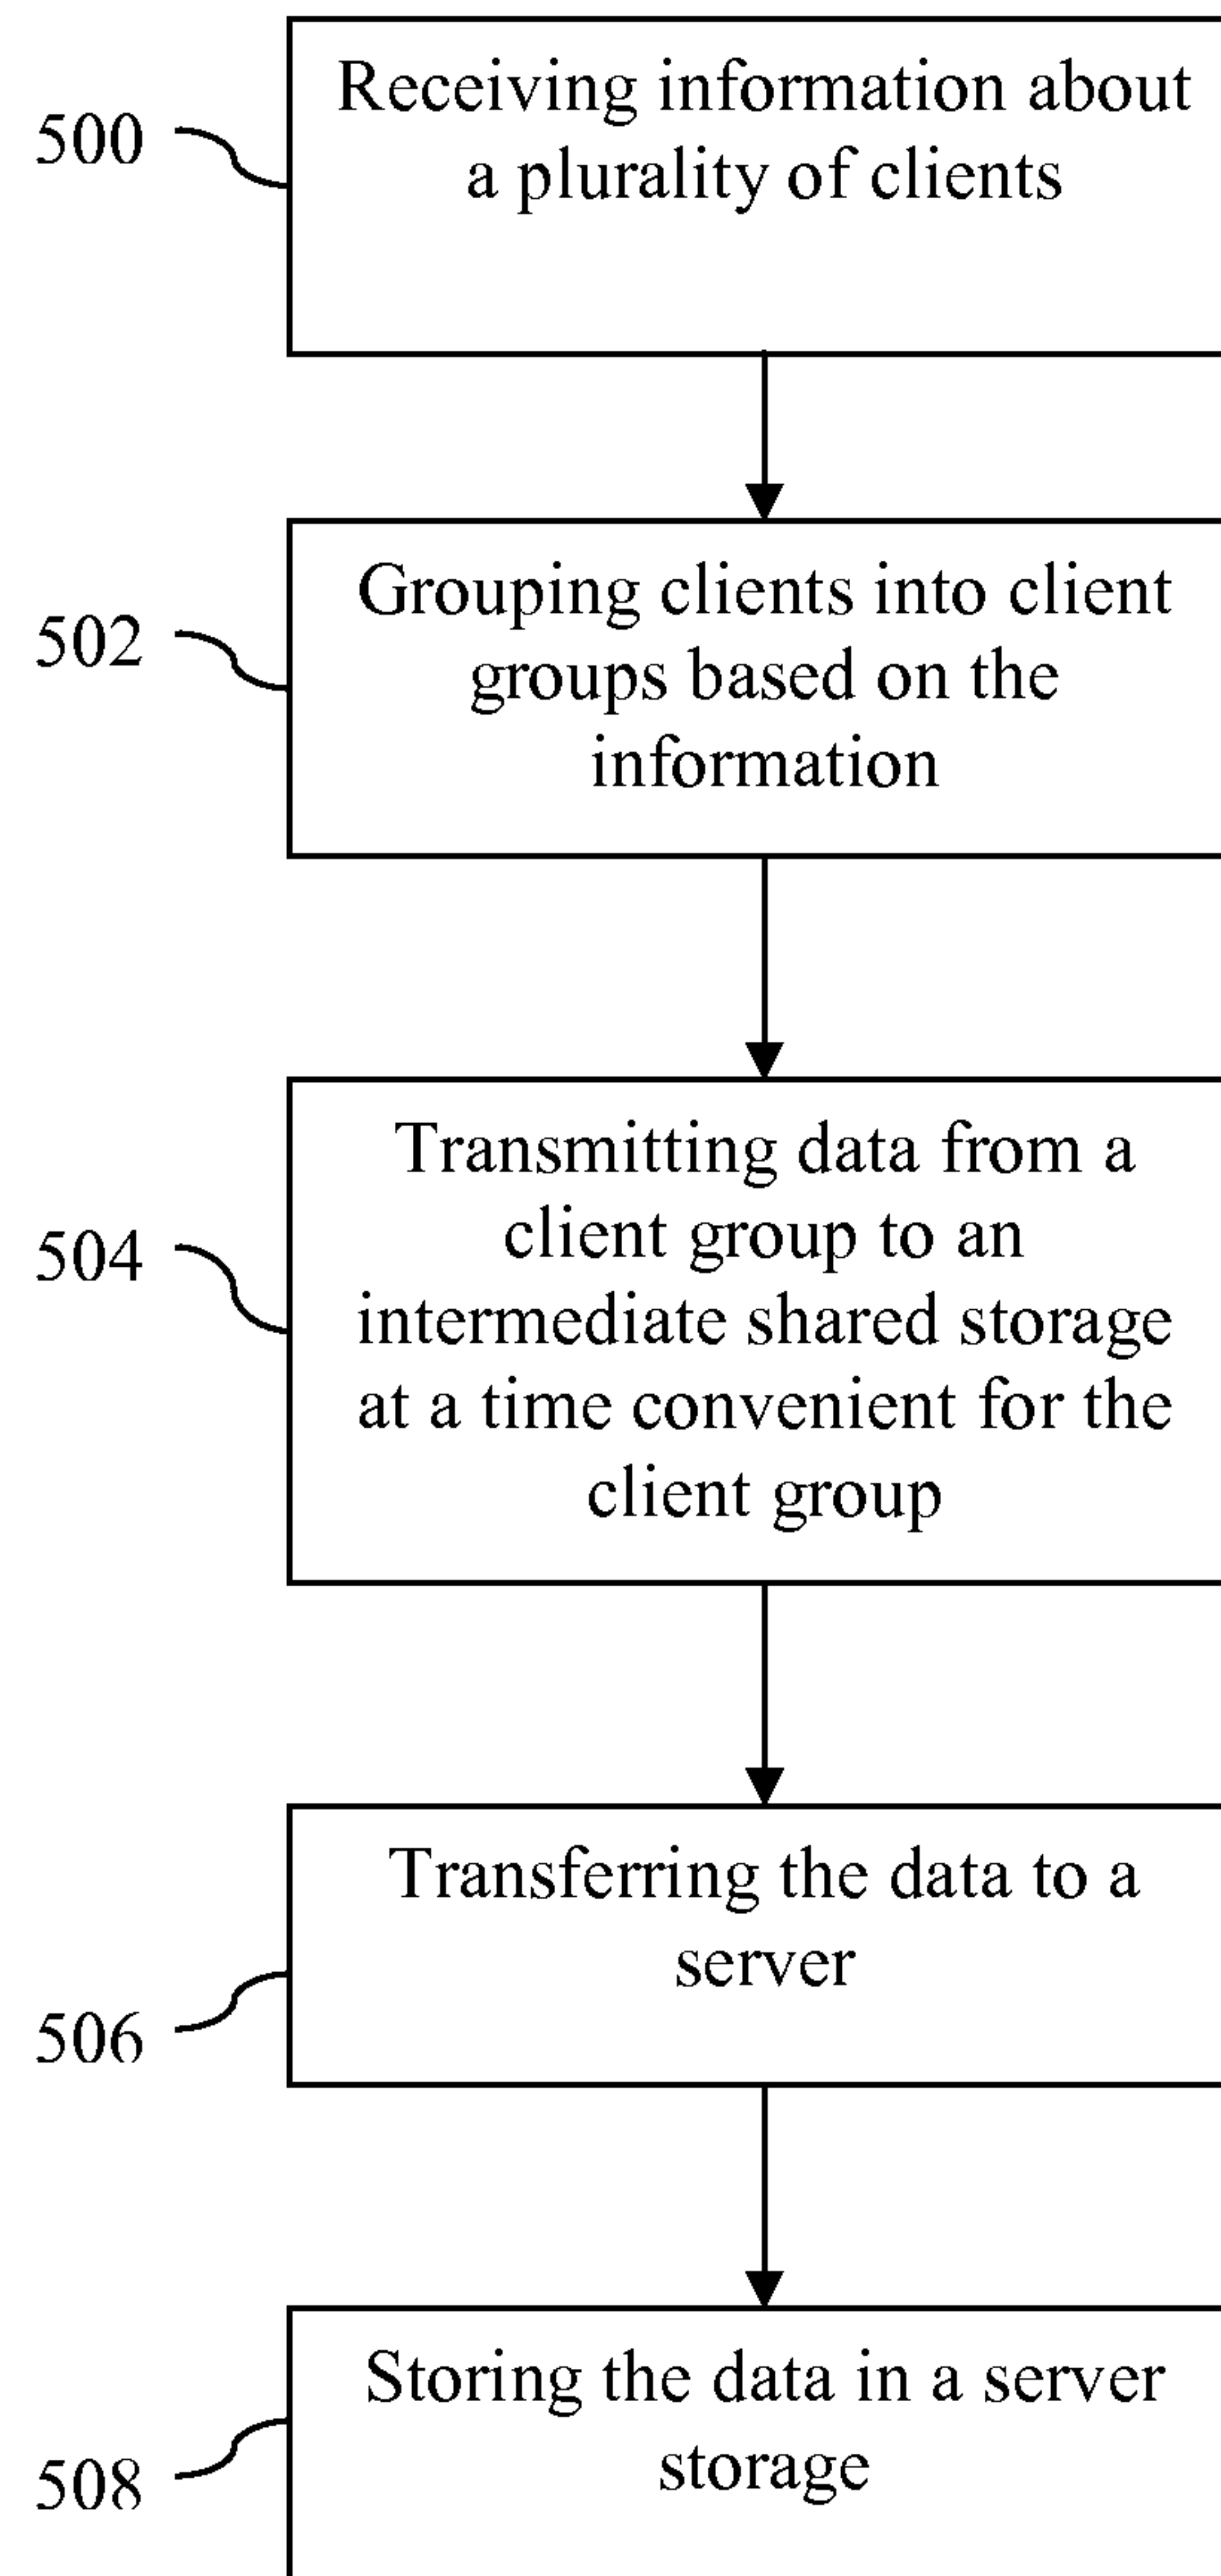 500
Receiving information about
a plurality of clients
502
Grouping clients into client
groups based on the
information
504
Transmitting data from a
client group to an
intermediate shared storage
at a time convenient for the
client group
506
Transferring the data to a
server
508
Storing the data in a server
storage